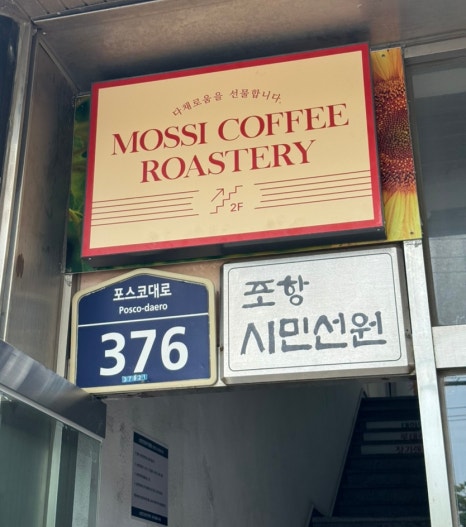 다채로움을 선물합니다.
MOSSI COFFEE
ROASTERY
2F
포스코대로
Posco-daero
376
포항
시민선원